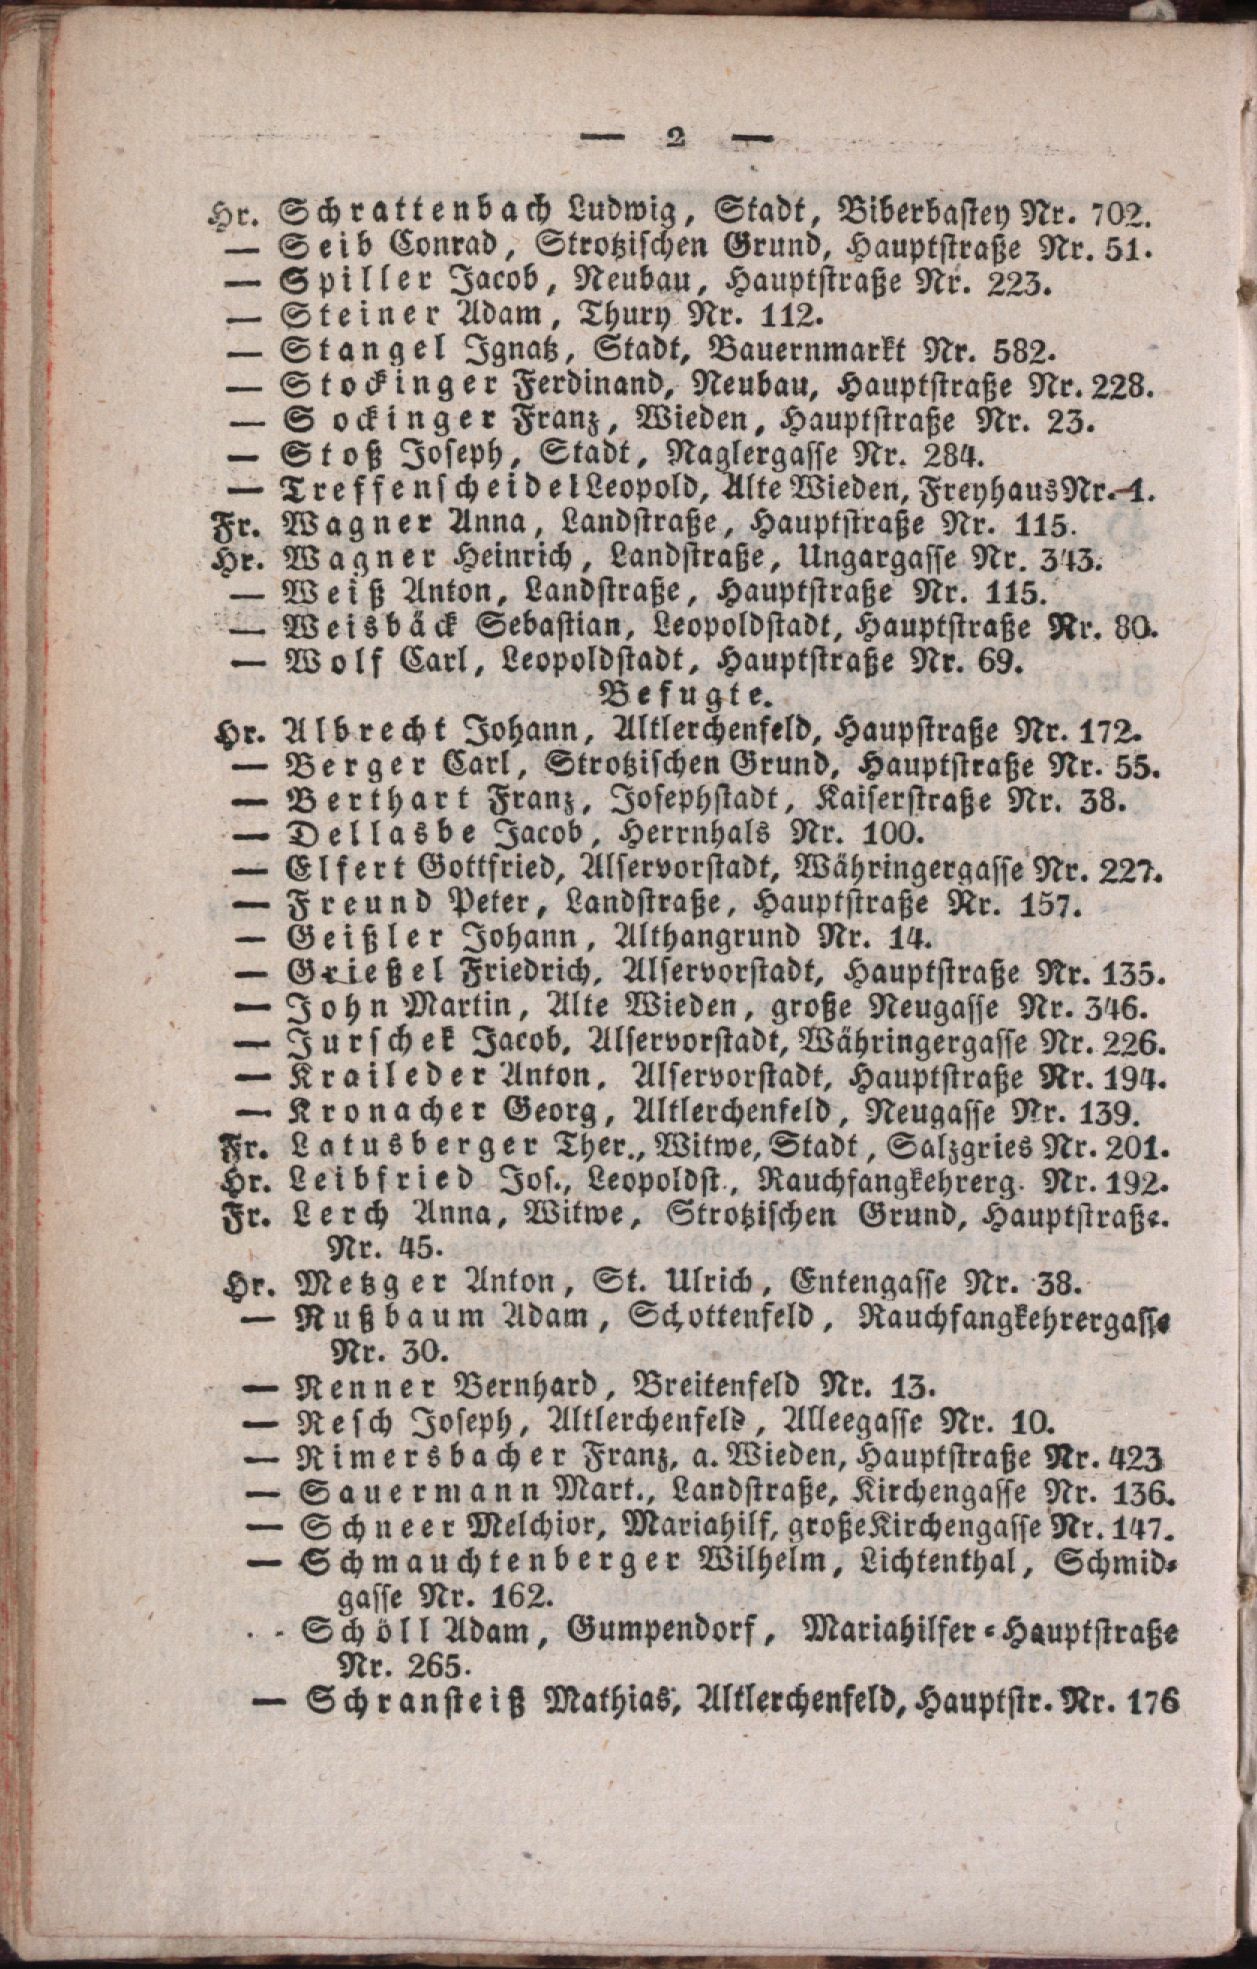 — 2 —
Hr. Schrattenbach Ludwig, Stadt, Biberbastey Nr. 702.
— Seib Conrad, Strotzischen Grund, Hauptstraße Nr. 51.
— Spiller Jacob, Neubau, Hauptstraße Nr. 223.
— Steiner Adam, Thury Nr. 112.
— Stangel Ignatz, Stadt, Bauernmarkt Nr. 582.
— Stockinger Ferdinand, Neubau, Hauptstraße Nr. 228.
— S ockinger Franz, Wieden, Hauptstraße Nr. 23.
— Stoß Joseph, Stadt, Naglergasse Nr. 284.
— Treffenscheidel Leopold, Alte Wieden, Freyhaus Nr. 1.
Fr. Wagner Anna, Landstraße, Hauptstraße Nr. 115.
Hr. Wagner Heinrich, Landstraße, Ungargasse Nr. 343.
— Weiß Anton, Landstraße, Hauptstraße Nr. 115.
— Weisbäck Sebastian, Leopoldstadt, Hauptstraße Nr. 80.
— Wolf Carl, Leopoldstadt, Hauptstraße Nr. 69.
Befugte.
Hr. Albrecht Johann, Altlerchenfeld, Haupstraße Nr. 172.
— Berger Carl, Strotzischen Grund, Hauptstraße Nr. 55.
— Berthart Franz, Josephstadt, Kaiserstraße Nr. 38.
— Dellasbe Jacob, Herrnhals Nr. 100.
— Elfert Gottfried, Alservorstadt, Währingergasse Nr. 227.
— Freund Peter, Landstraße, Hauptstraße Nr. 157.
— Geißler Johann, Althangrund Nr. 14.
— Grießel Friedrich, Alservorstadt, Hauptstraße Nr. 135.
— John Martin, Alte Wieden, große Neugasse Nr. 346.
— Jurschek Jacob, Alservorstadt, Währingergasse Nr. 226.
— Kraileder Anton, Alservorstadt, Hauptstraße Nr. 194.
— Kronacher Georg, Altlerchenfeld, Neugasse Nr. 139.
Fr. Latusberger Ther., Witwe, Stadt, Salzgries Nr. 201.
Hr. Leibfried Jos., Leopoldst., Rauchfangkehrerg. Nr. 192.
Fr. Lerch Anna, Witwe, Strotzischen Grund, Hauptstraße.
Nr. 45.
Hr. Metzger Anton, St. Ulrich, Entengasse Nr. 38.
— Nußbaum Adam, Schottenfeld, Rauchfangkehrergasse
Nr. 30.
— Renner Bernhard, Breitenfeld Nr. 13.
— Resch Joseph, Altlerchenfeld, Alleegasse Nr. 10.
— Rimersbacher Franz, a. Wieden, Hauptstraße Nr. 423
— Sauermann Mart., Landstraße, Kirchengasse Nr. 136.
— Schneer Melchior, Mariahilf, große Kirchengasse Nr. 147.
— Schmauchtenberger Wilhelm, Lichtenthal, Schmid-
gasse Nr. 162.
- - Schöll Adam, Gumpendorf, Mariahilfer-Hauptstraße
Nr. 265.
— Schransteiß Mathias, Altlerchenfeld, Hauptstr. Nr. 176